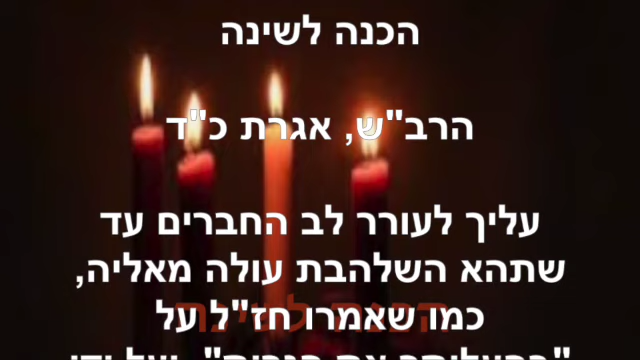 הכנה לשינה
הרב"ש, אגרת כ"ד
עליך לעורר לב החברים עד
שתהא השלהבת עולה מאליה,
כמו שאמרו חז"ל על